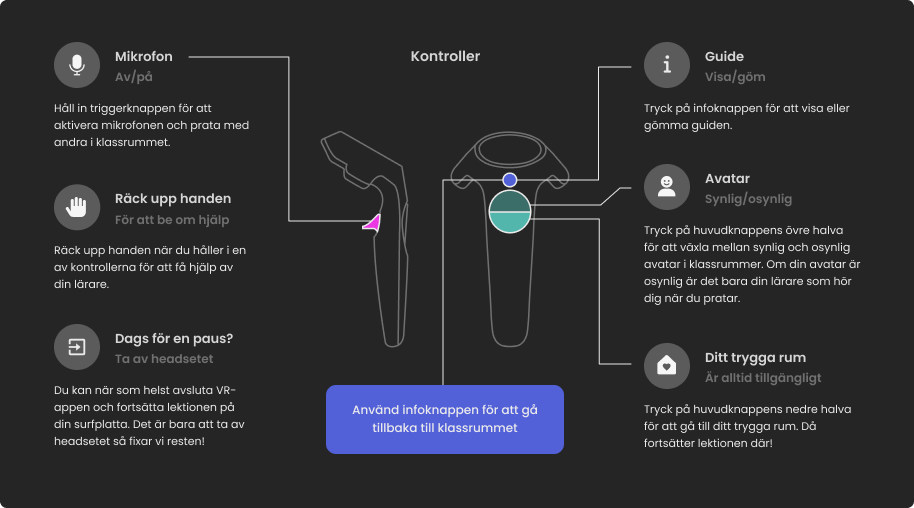 Mikrofon
Av/på
Håll in triggerknappen för att
aktivera mikrofonen och prata med
andra i klassrummet.
Räck upp handen
För att be om hjälp
Räck upp handen när du håller i en
av kontrollerna för att få hjälp av
din lärare.
Dags för en paus?
Ta av headsetet
Du kan när som helst avsluta VR-
appen och fortsätta lektionen på
din surfplatta. Det är bara att ta av
headsetet så fixar vi resten!
Kontroller
Använd infoknappen för att gå
tillbaka till klassrummet
Guide
Visa/göm
Tryck på infoknappen för att visa eller
gömma guiden.
Avatar
Synlig/osynlig
Tryck på huvudknappens övre halva
för att växla mellan synlig och osynlig
avatar i klassrummer. Om din avatar är
osynlig är det bara din lärare som hör
dig när du pratar.
Ditt trygga rum
Är alltid tillgängligt
Tryck på huvudknappens nedre halva
för att gå till ditt trygga rum. Då
fortsätter lektionen där!